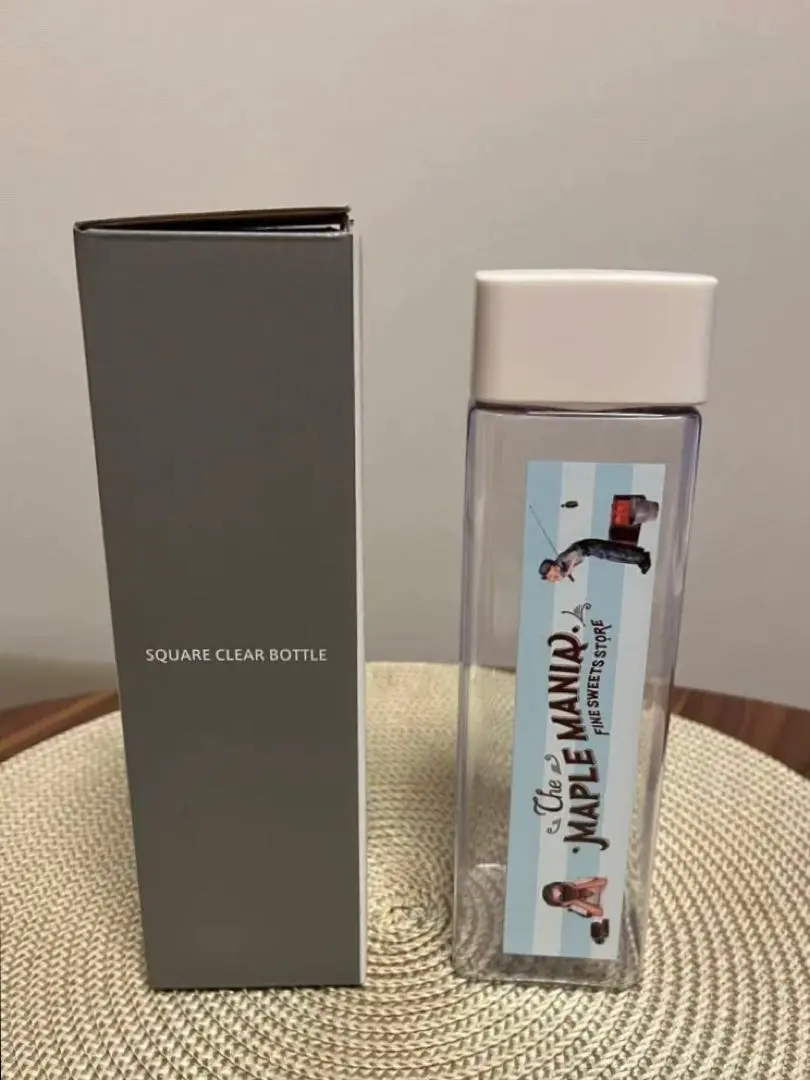 SQUARE CLEAR BOTTLE
The
MAPLE MANIA
FINE SWEETS STORE